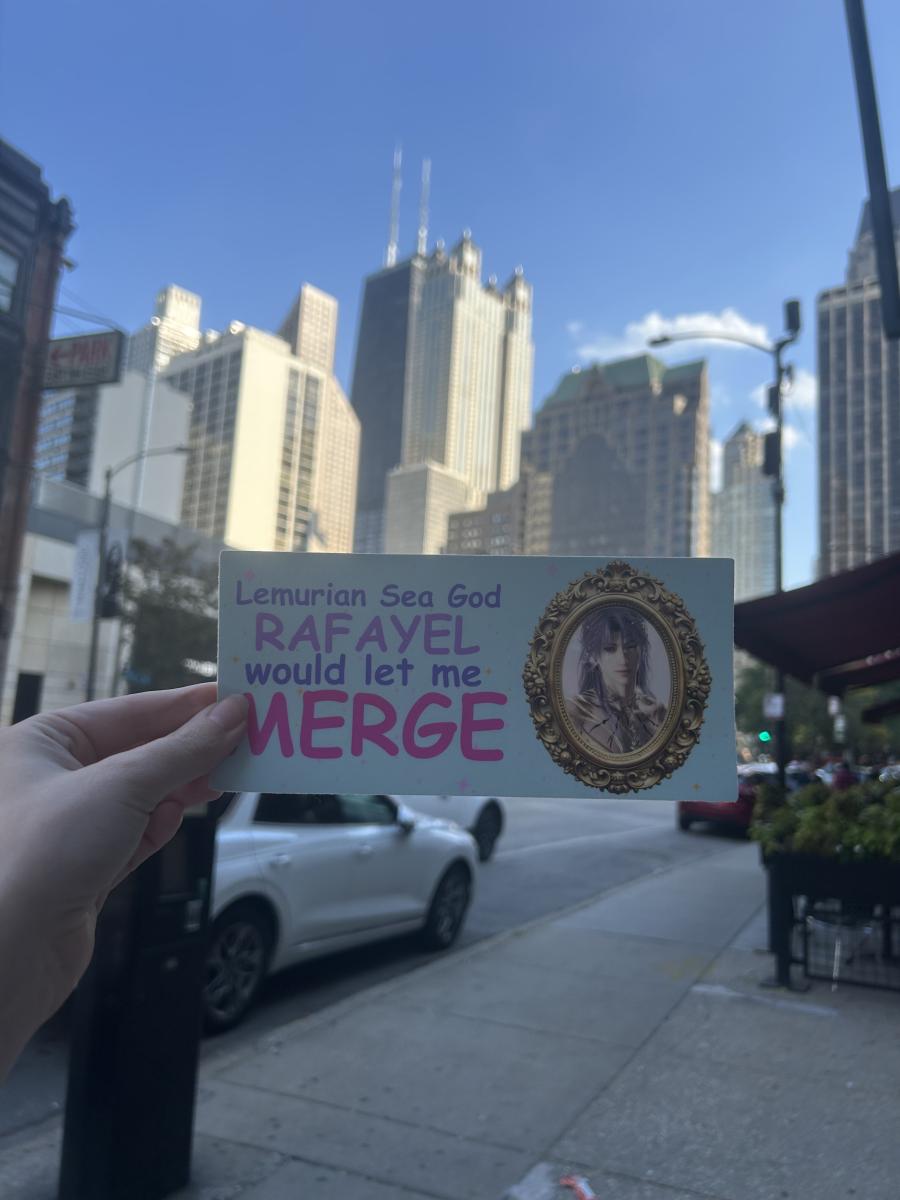 PARK
Lemurian Sea God
RAFAYEL
would let me
MERGE